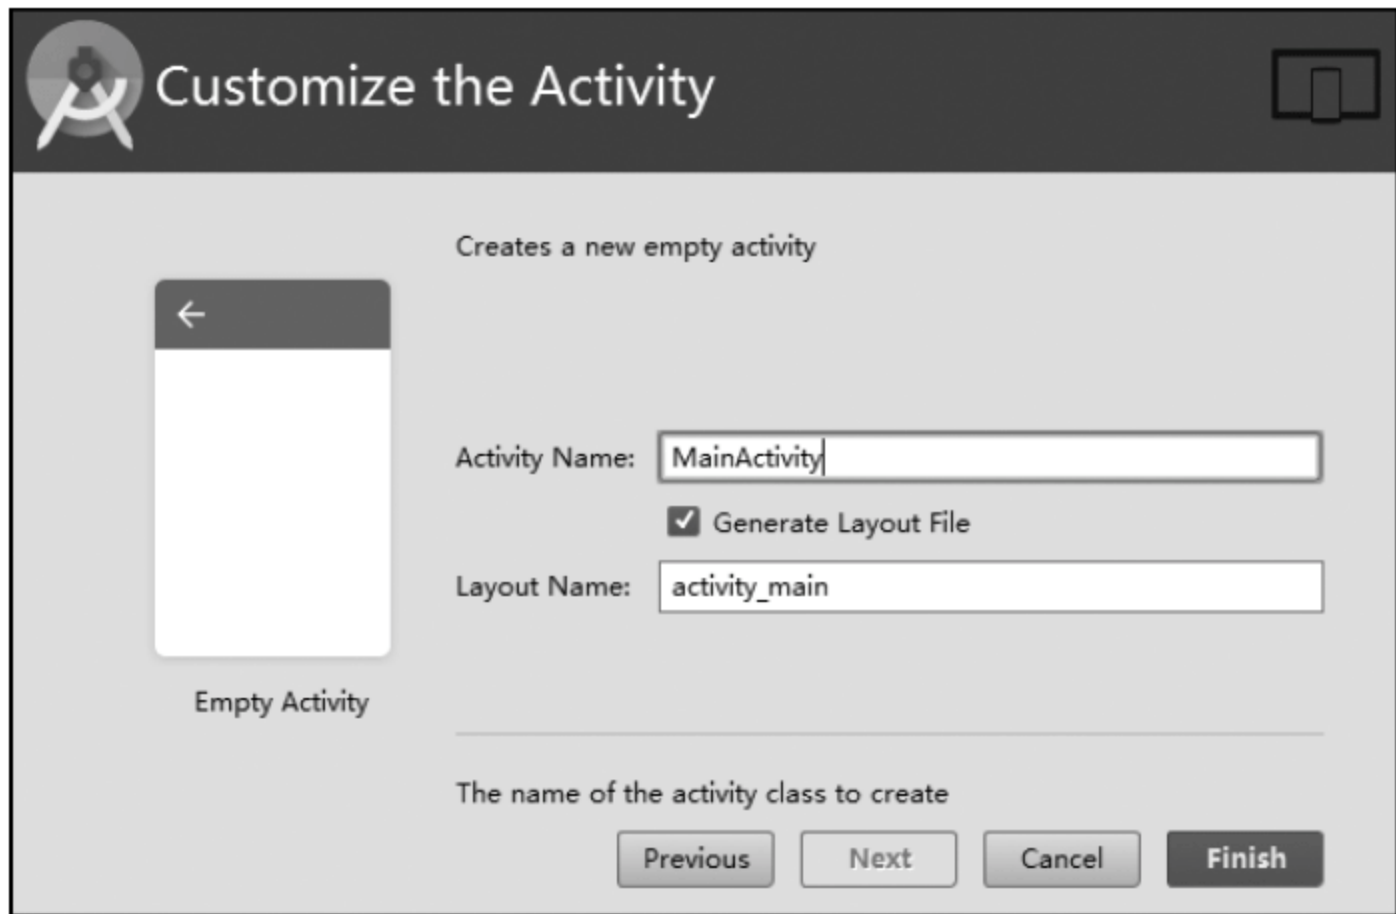 Customize the Activity
Creates a new empty activity
Activity Name: MainActivity
Generate Layout File
Layout Name: activity_main
Empty Activity
The name of the activity class to create
Previous Next Cancel Finish